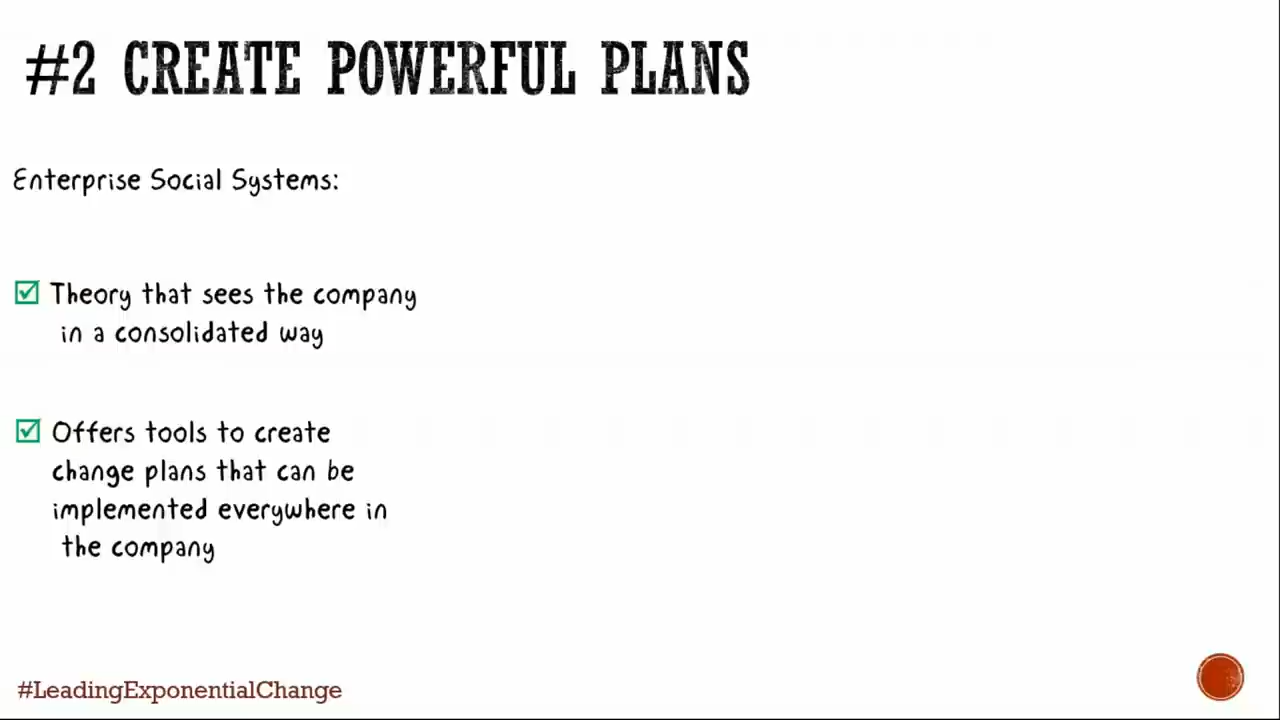 #2 CREATE POWERFUL PLANS
Enterprise Social Systems:
Theory that sees the company
in a consolidated way
Offers tools to create
change plans that can be
implemented everywhere in
the company
#LeadingExponentialChange